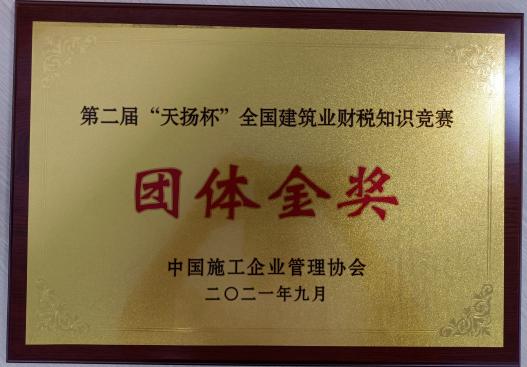 第二届“天扬杯”全国建筑业财税知识竞赛
团体金奖
中国施工企业管理协会
二〇二一年九月